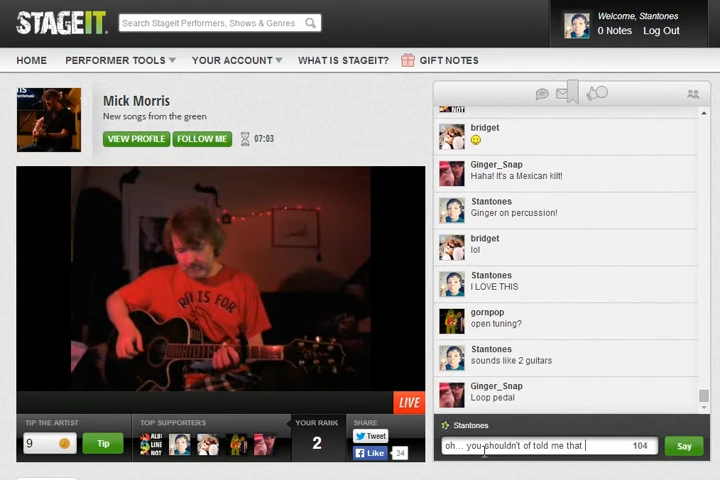 STAGEIT.
Search Stageit Performers, Shows & Genres
Welcome, Stantones
0 Notes Log Out
HOME PERFORMER TOOLS YOUR ACCOUNT WHAT IS STAGEIT? GIFT NOTES
Mick Morris
New songs from the green
VIEW PROFILE FOLLOW ME 07:03
LIVE
TIP THE ARTIST
9 Tip
TOP SUPPORTERS
YOUR RANK
2
SHARE
Tweet
Like 34
bridget
Ginger_Snap
Haha! It's a Mexican kilt!
Stantones
Ginger on percussion!
bridget
lol
Stantones
I LOVE THIS
gornpop
open tuning?
Stantones
sounds like 2 guitars
Ginger_Snap
Loop pedal
Stantones
oh... you shouldn't of told me that 104
Say